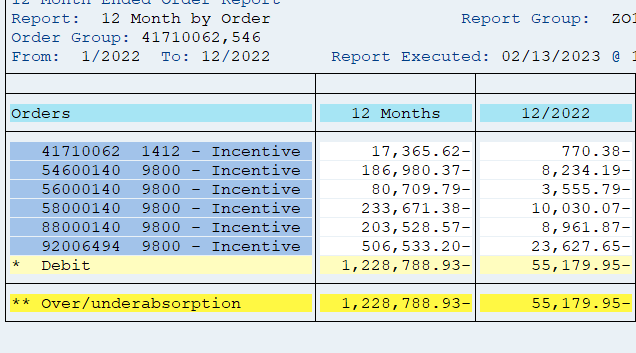 12 Month Ended Order Report
Report: 12 Month by Order Report Group: ZO1
Order Group: 41710062,546
From: 1/2022 To: 12/2022 Report Executed: 02/13/2023 @ 1
Orders 12 Months 12/2022
41710062 1412 - Incentive 17,365.62- 770.38-
54600140 9800 - Incentive 186,980.37- 8,234.19-
56000140 9800 - Incentive 80,709.79- 3,555.79-
58000140 9800 - Incentive 233,671.38- 10,030.07-
88000140 9800 - Incentive 203,528.57- 8,961.87-
92006494 9800 - Incentive 506,533.20- 23,627.65-
* Debit 1,228,788.93- 55,179.95-
** Over/underabsorption 1,228,788.93- 55,179.95-